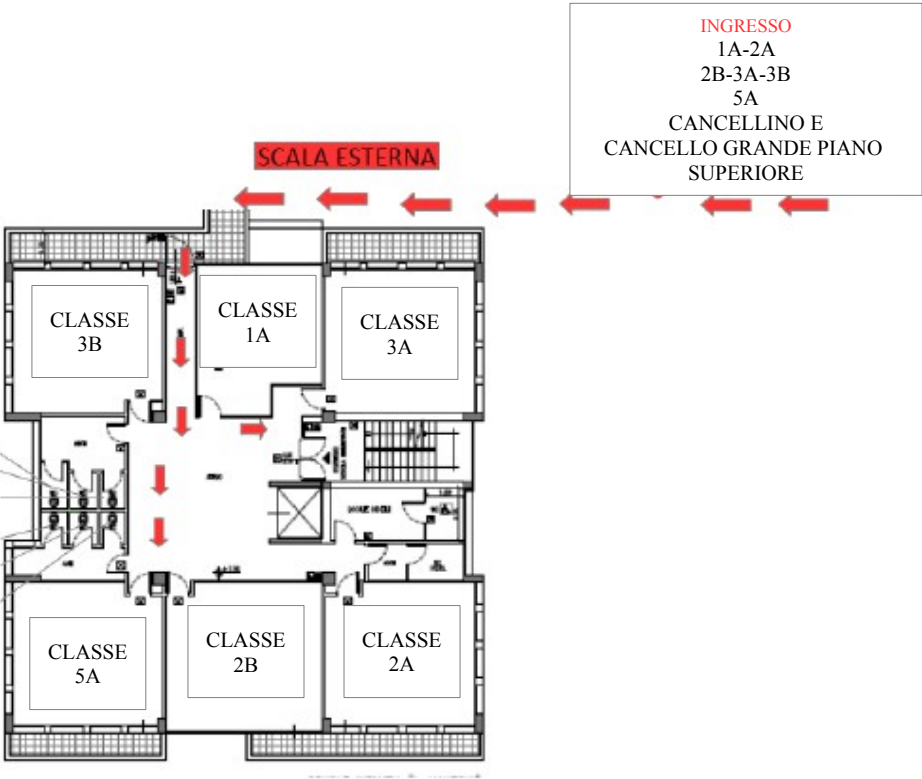 INGRESSO
1A-2A
2B-3A-3B
5A
CANCELLINO E
CANCELLO GRANDE PIANO
SUPERIORE
SCALA ESTERNA
CLASSE
3B
CLASSE
1A
CLASSE
3A
CLASSE
5A
CLASSE
2B
CLASSE
2A